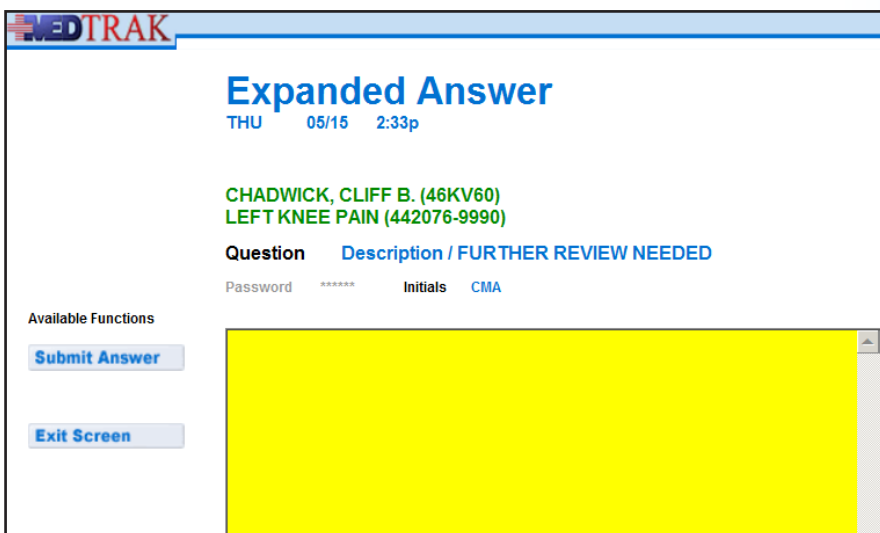 MEDTRAK
Expanded Answer
THU 05/15 2:33p
CHADWICK, CLIFF B. (46KV60)
LEFT KNEE PAIN (442076-9990)
Question Description / FURTHER REVIEW NEEDED
Password ****** Initials CMA
Available Functions
Submit Answer
Exit Screen